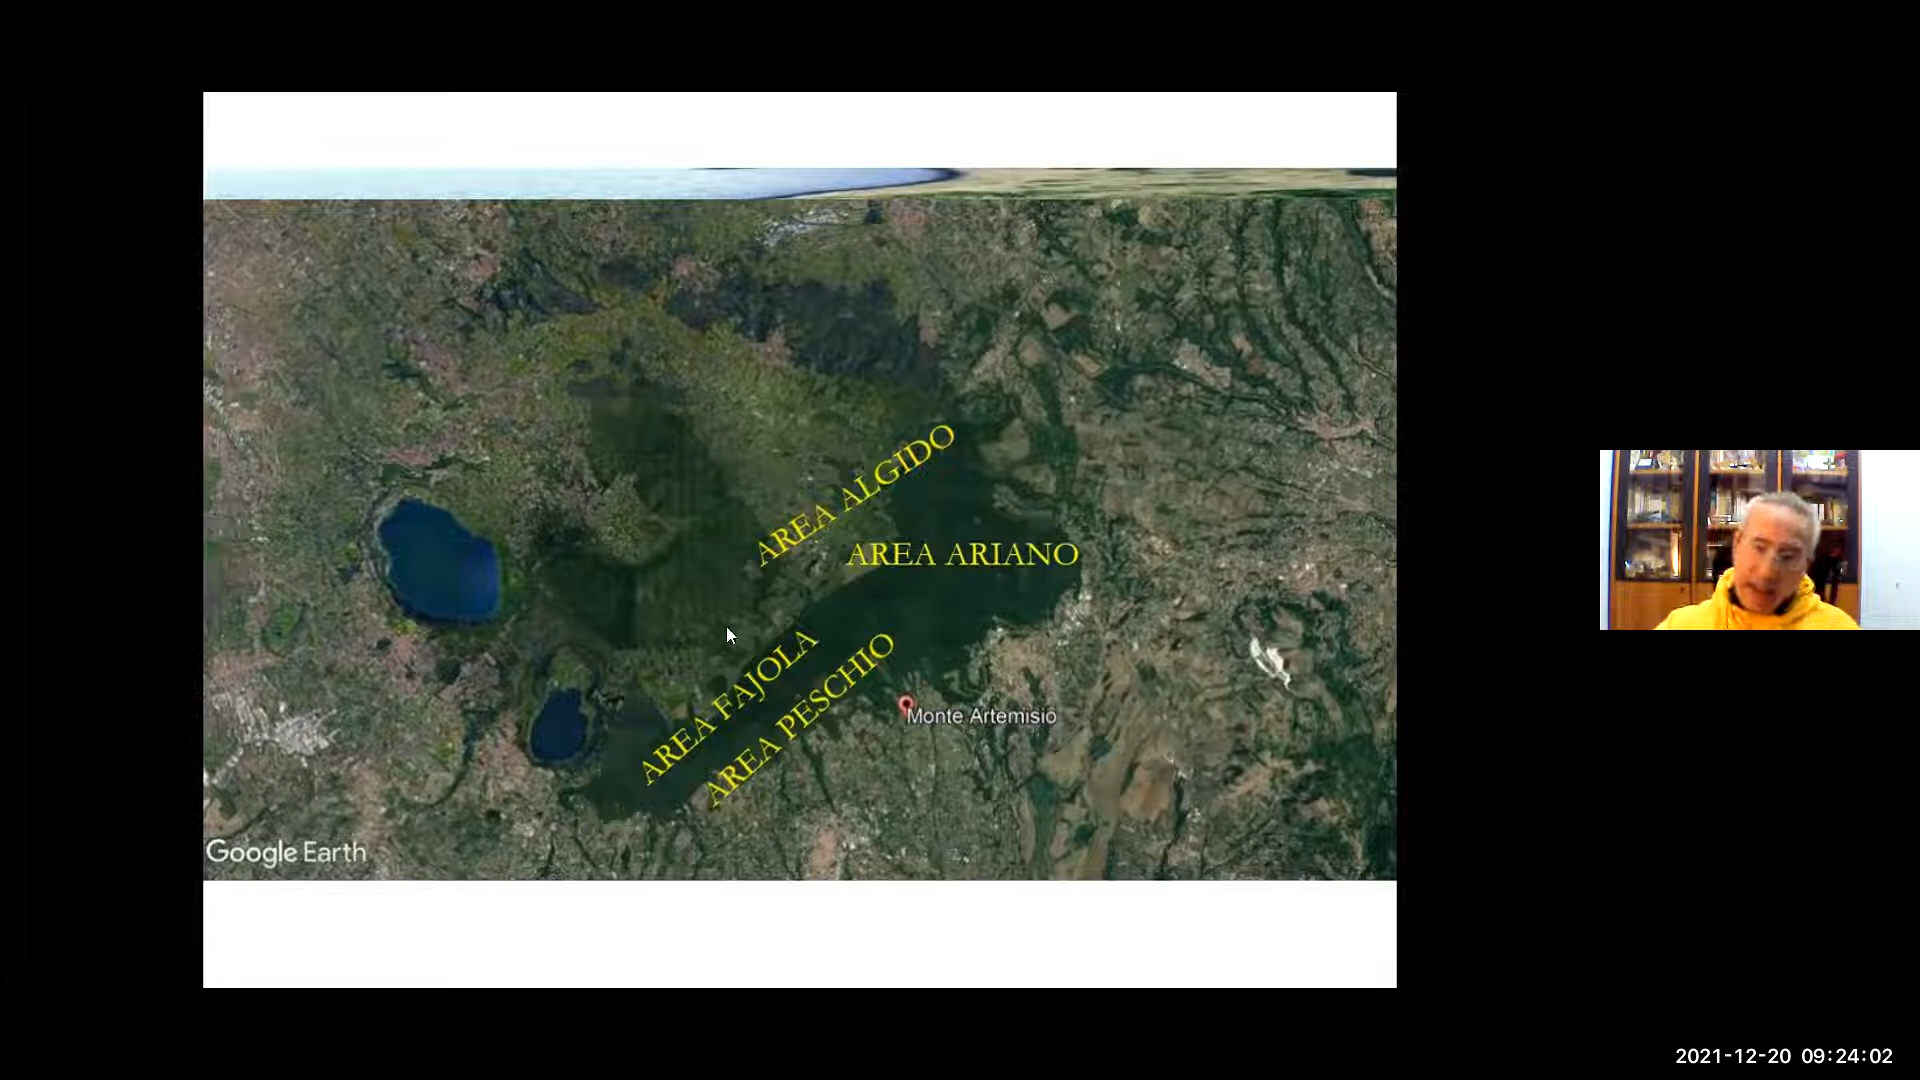 AREA ALGIDO
AREA ARIANO
AREA FAJOLA
AREA PESCHIO
Monte Artemisio
Google Earth
2021-12-20 09:24:02